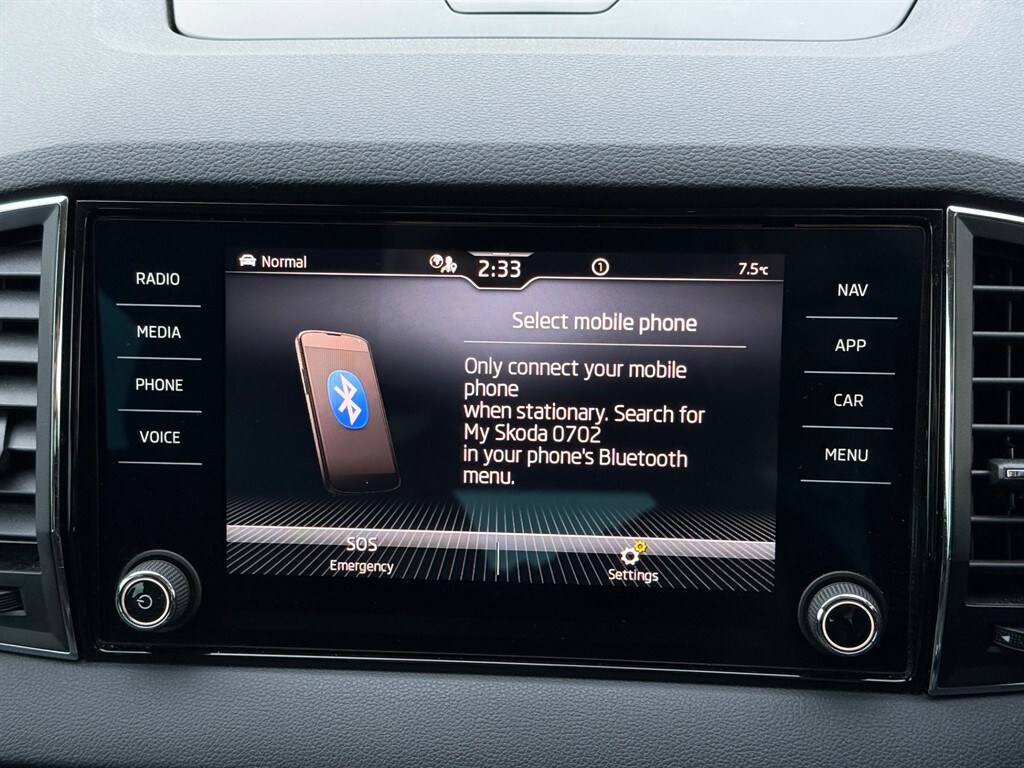 Normal
2:33
1
7.5°C
RADIO
MEDIA
PHONE
VOICE
NAV
APP
CAR
MENU
Select mobile phone
Only connect your mobile
phone
when stationary. Search for
My Skoda 0702
in your phone's Bluetooth
menu.
SOS
Emergency
Settings